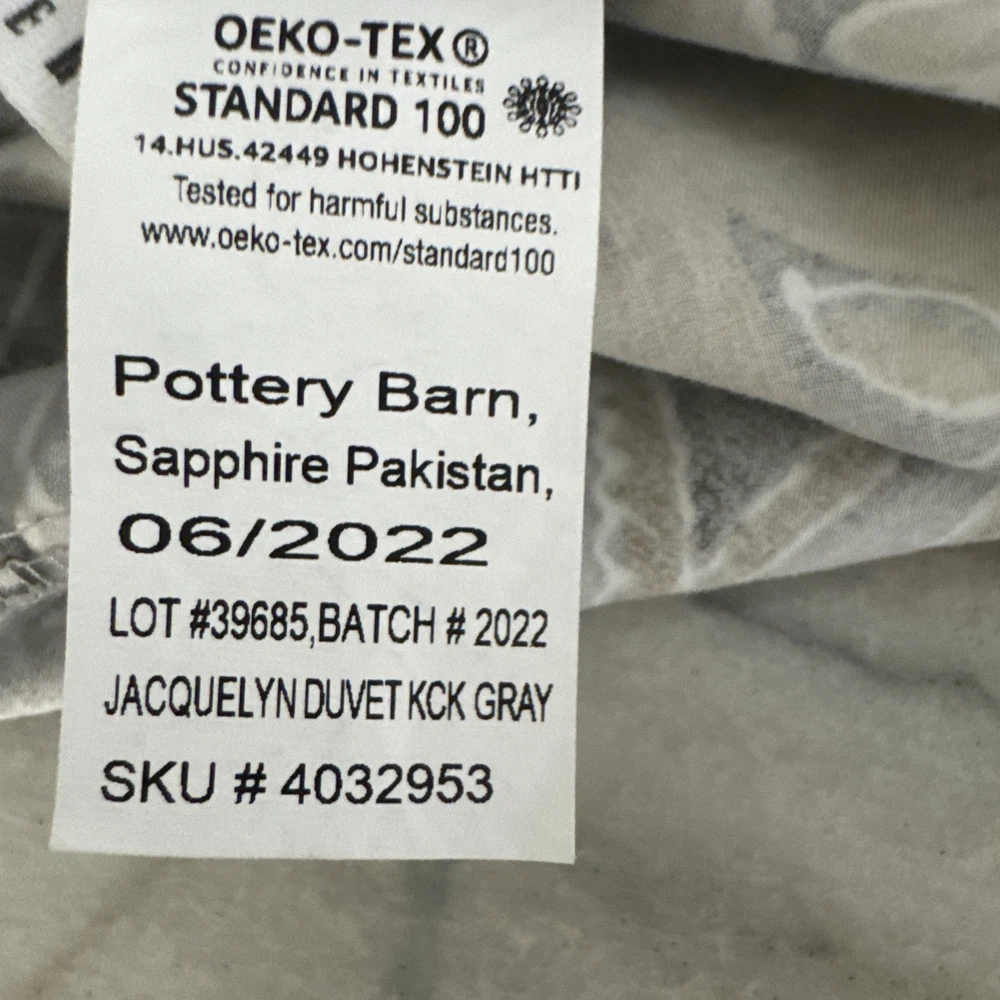 OEKO-TEX®
CONFIDENCE IN TEXTILES
STANDARD 100
14.HUS.42449 HOHENSTEIN HTTI
Tested for harmful substances.
www.oeko-tex.com/standard100
Pottery Barn,
Sapphire Pakistan,
06/2022
LOT #39685,BATCH # 2022
JACQUELYN DUVET KCK GRAY
SKU # 4032953